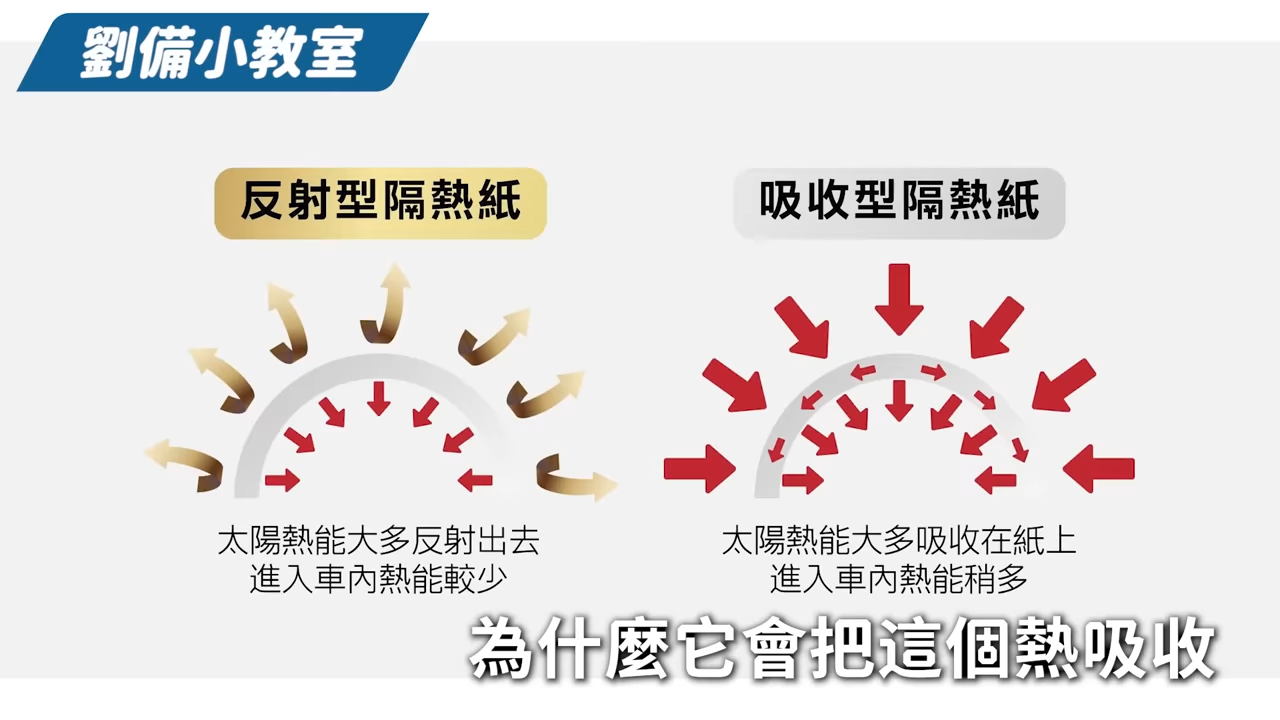 劉備小教室
反射型隔熱紙
吸收型隔熱紙
太陽熱能大多反射出去
進入車內熱能較少
太陽熱能大多吸收在紙上
進入車內熱能稍多
為什麼它會把這個熱吸收